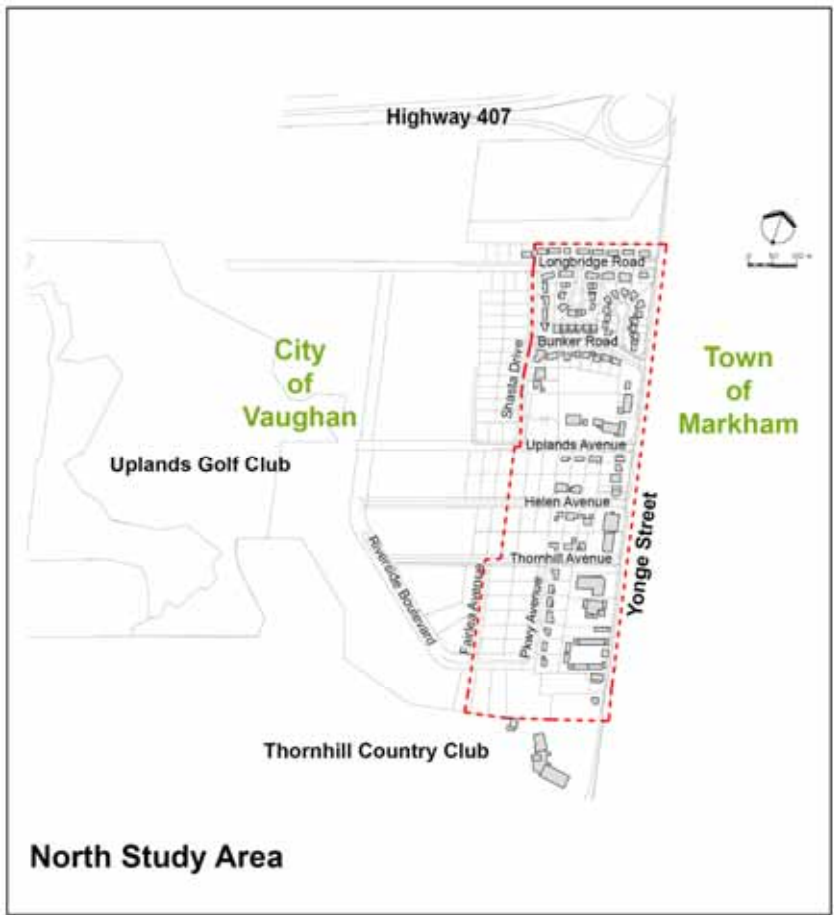 Highway 407
Longbridge Road
Bunker Road
Shasta Drive
City
of
Vaughan
Town
of
Markham
Uplands Avenue
Uplands Golf Club
Helen Avenue
Yonge Street
Thornhill Avenue
Riverside Boulevard
Fairlea Avenue
Pkwy Avenue
Thornhill Country Club
North Study Area